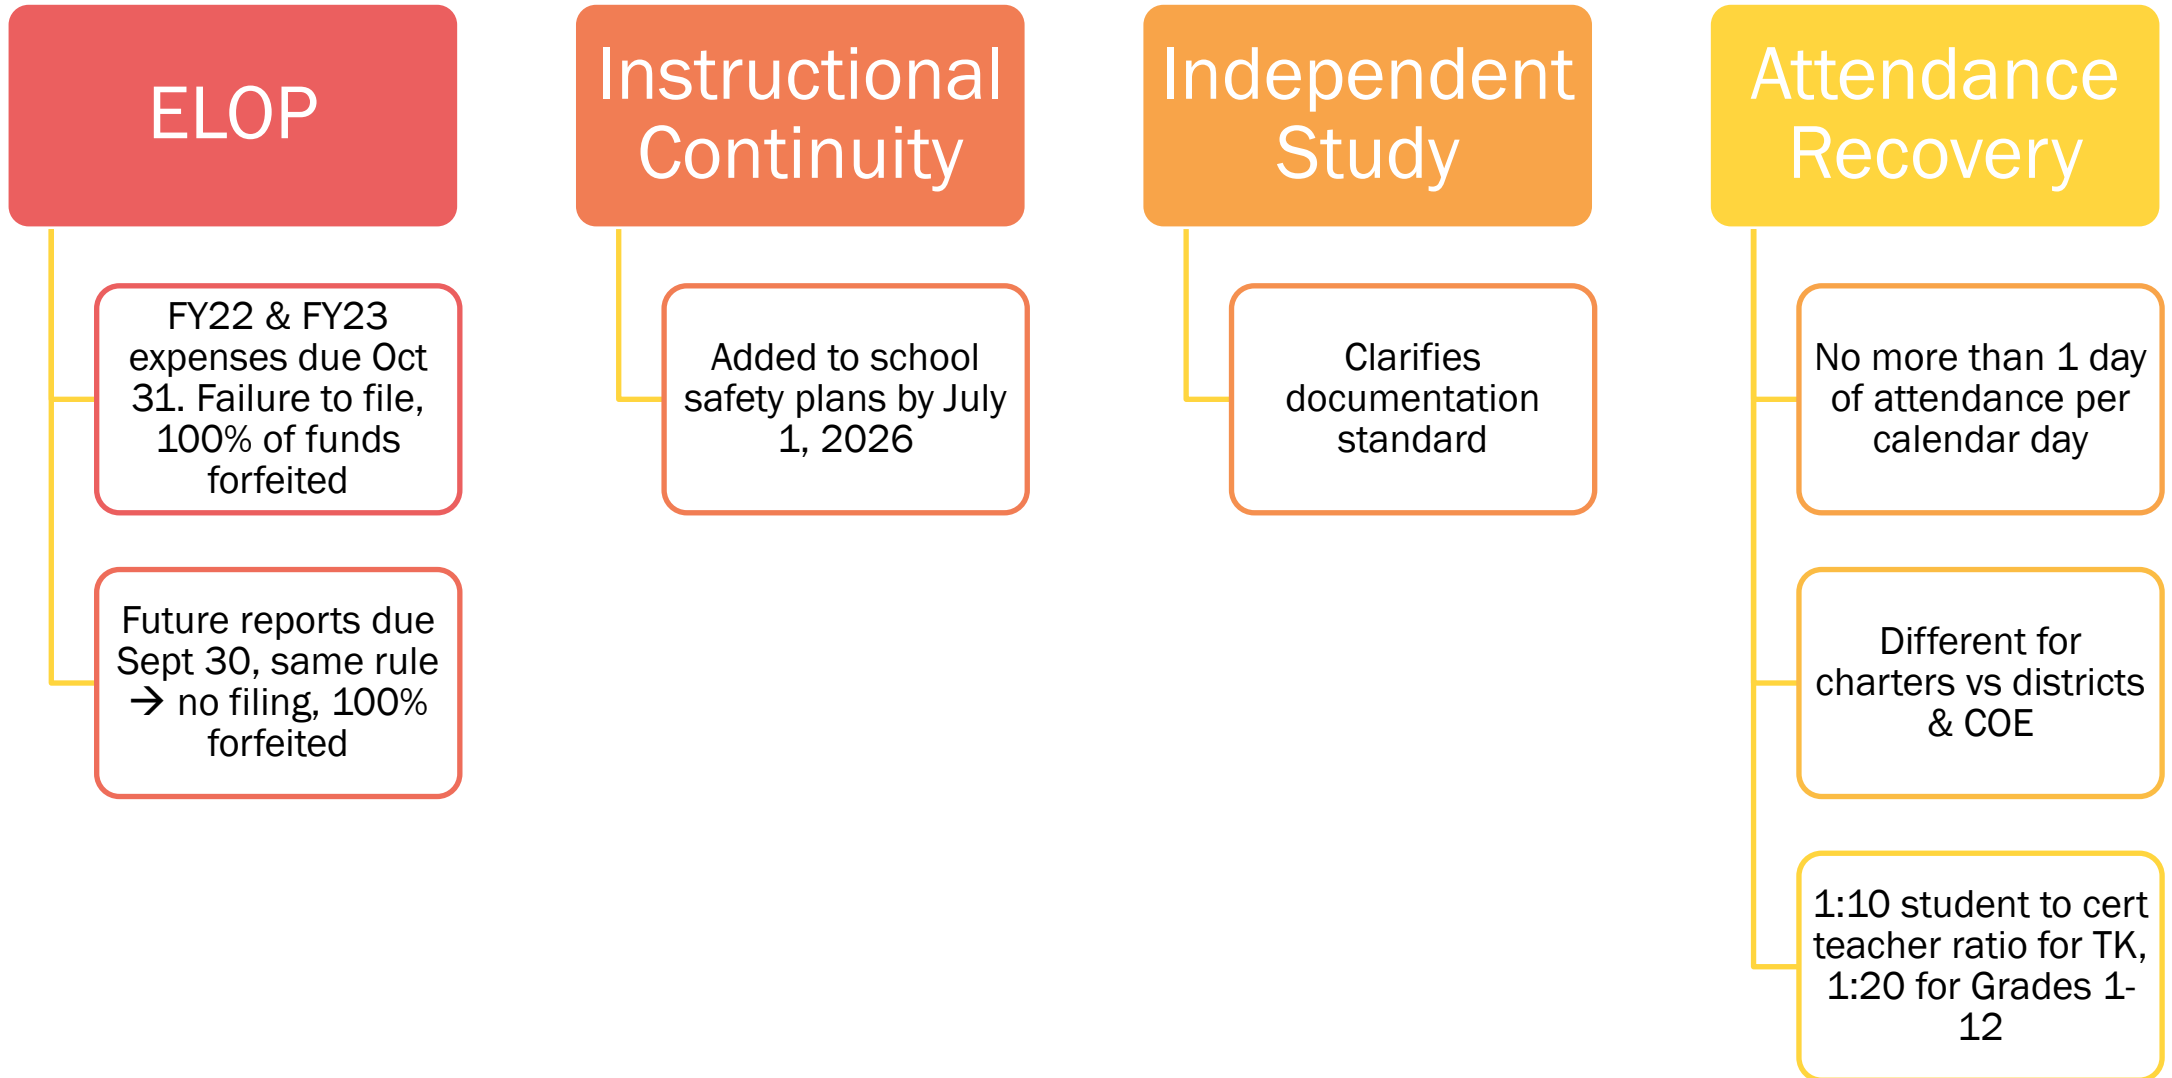 ELOP
FY22 & FY23
expenses due Oct
31. Failure to file,
100% of funds
forfeited
Future reports due
Sept 30, same rule
→ no filing, 100%
forfeited
Instructional
Continuity
Added to school
safety plans by July
1, 2026
Independent
Study
Clarifies
documentation
standard
Attendance
Recovery
No more than 1 day
of attendance per
calendar day
Different for
charters vs districts
& COE
1:10 student to cert
teacher ratio for TK,
1:20 for Grades 1-
12